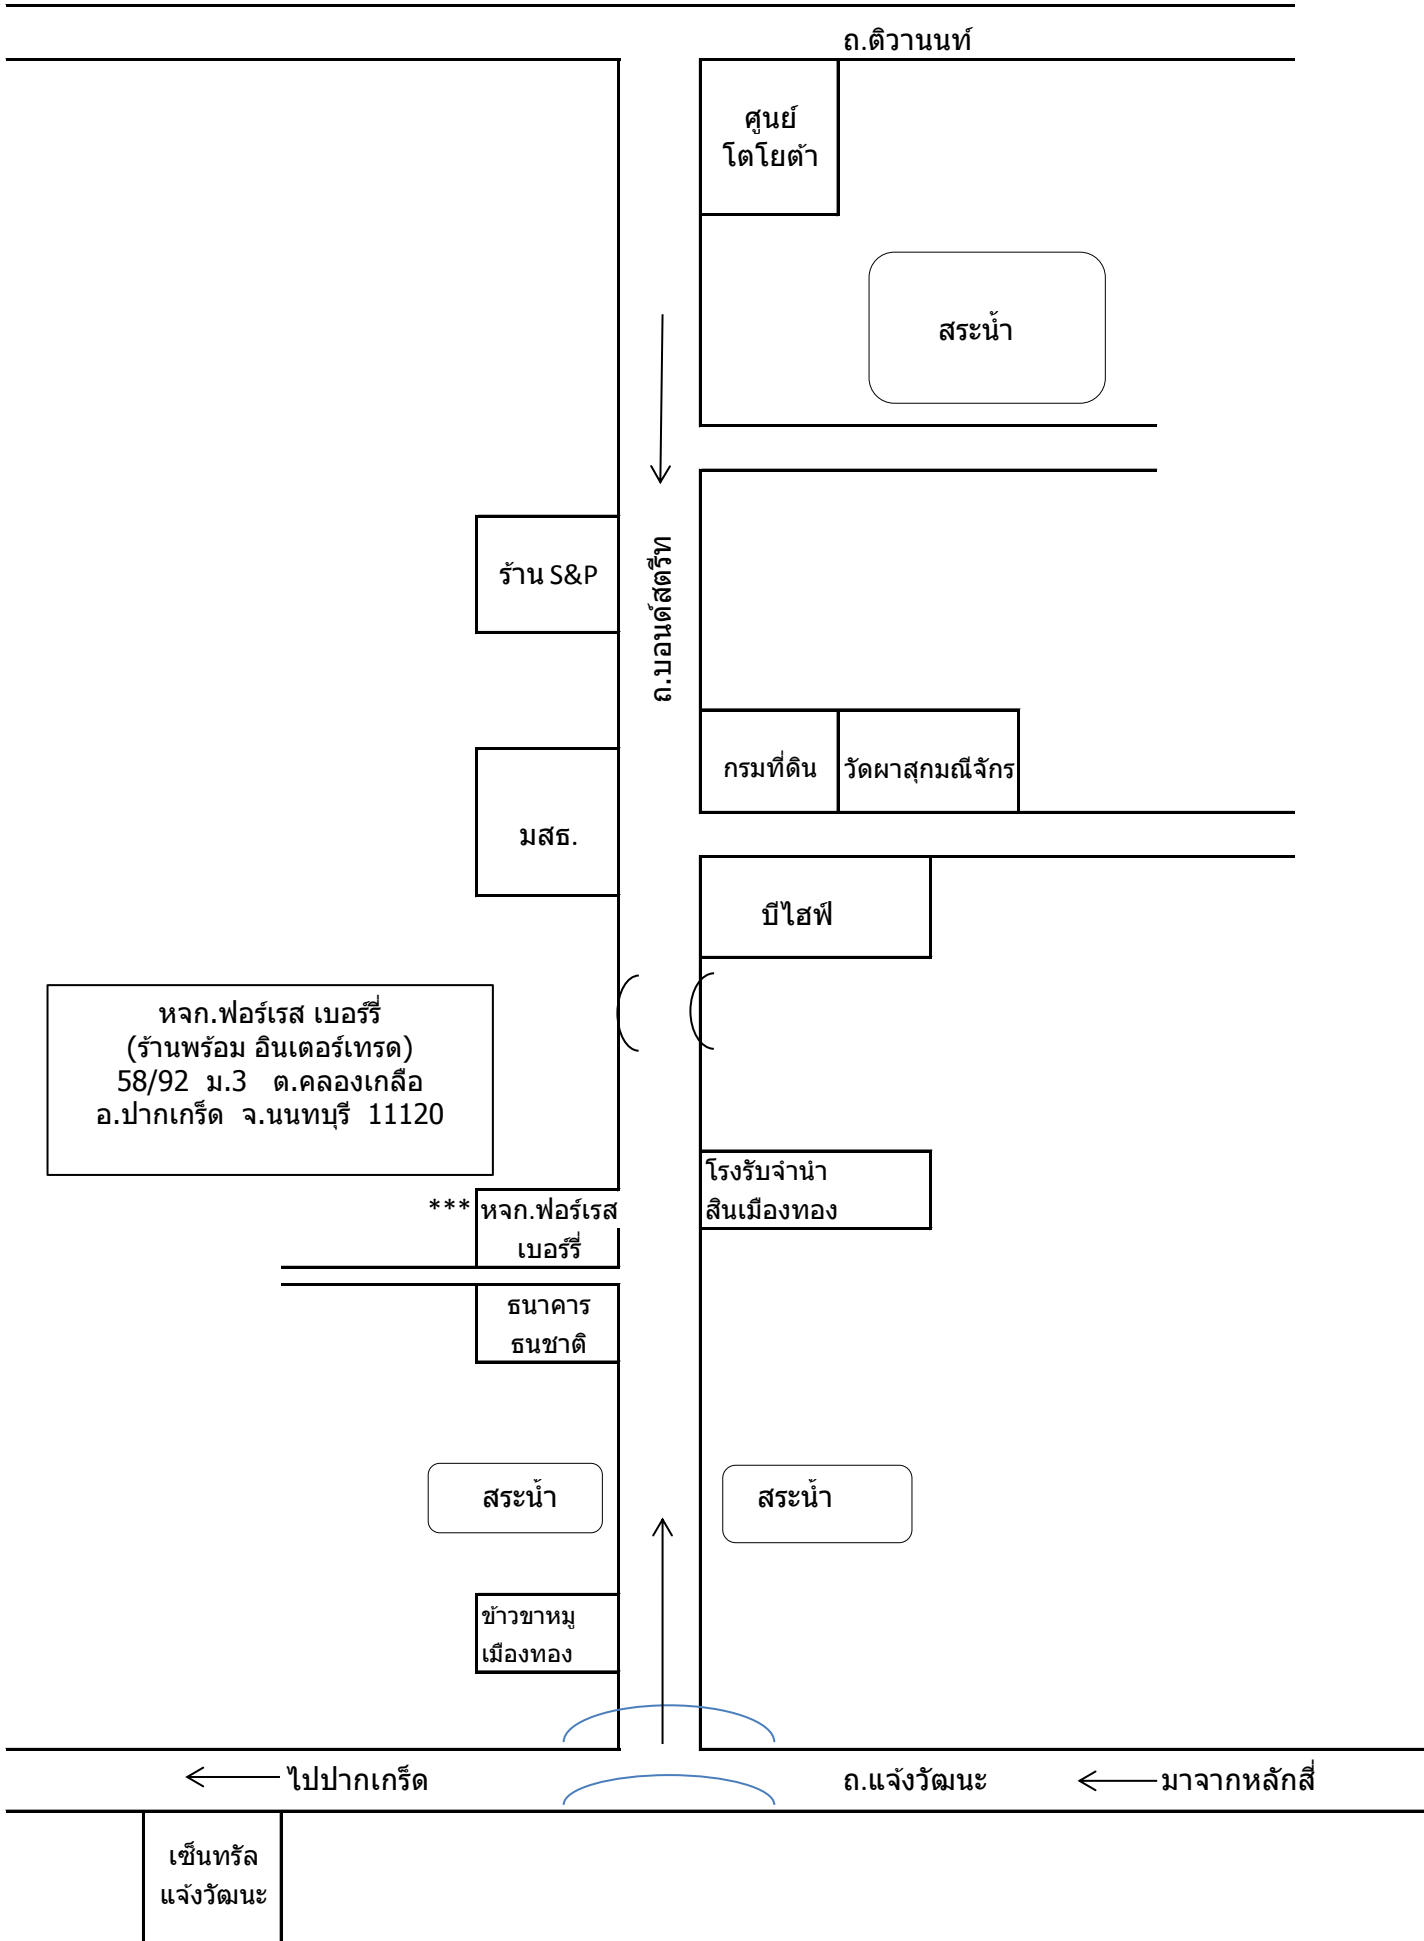 ถ.ติวานนท์
ศูนย์
โตโยต้า
สระน้ำ
ร้าน S&P
ถ.บอนด์สตรีท
กรมที่ดิน
วัดผาสุกมณีจักร
มสธ.
บีไฮฟ์
หจก.ฟอร์เรส เบอร์รี่
(ร้านพร้อม อินเตอร์เทรด)
58/92 ม.3 ต.คลองเกลือ
อ.ปากเกร็ด จ.นนทบุรี 11120
โรงรับจำนำ
สินเมืองทอง
*** หจก.ฟอร์เรส
เบอร์รี่
ธนาคาร
ธนชาติ
สระน้ำ
สระน้ำ
ข้าวขาหมู
เมืองทอง
ไปปากเกร็ด
ถ.แจ้งวัฒนะ
มาจากหลักสี่
เซ็นทรัล
แจ้งวัฒนะ